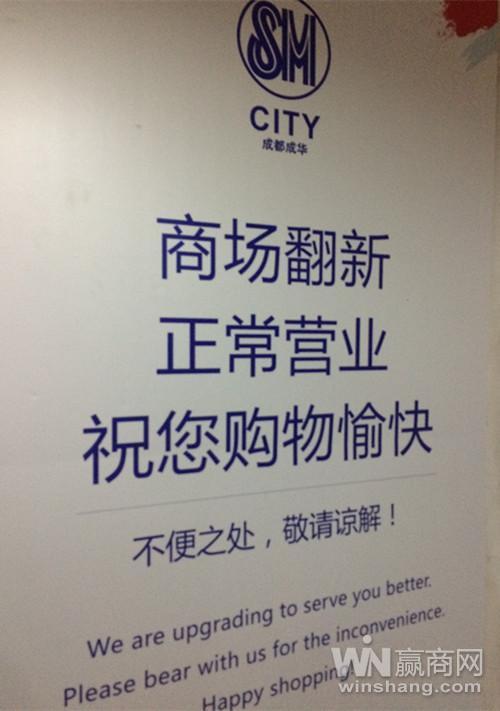 SM
CITY
成都成华
商场翻新
正常营业
祝您购物愉快
不便之处，敬请谅解！
We are upgrading to serve you better.
Please bear with us for the inconvenience.
Happy shopping!
WIN 赢商网
winshang.com